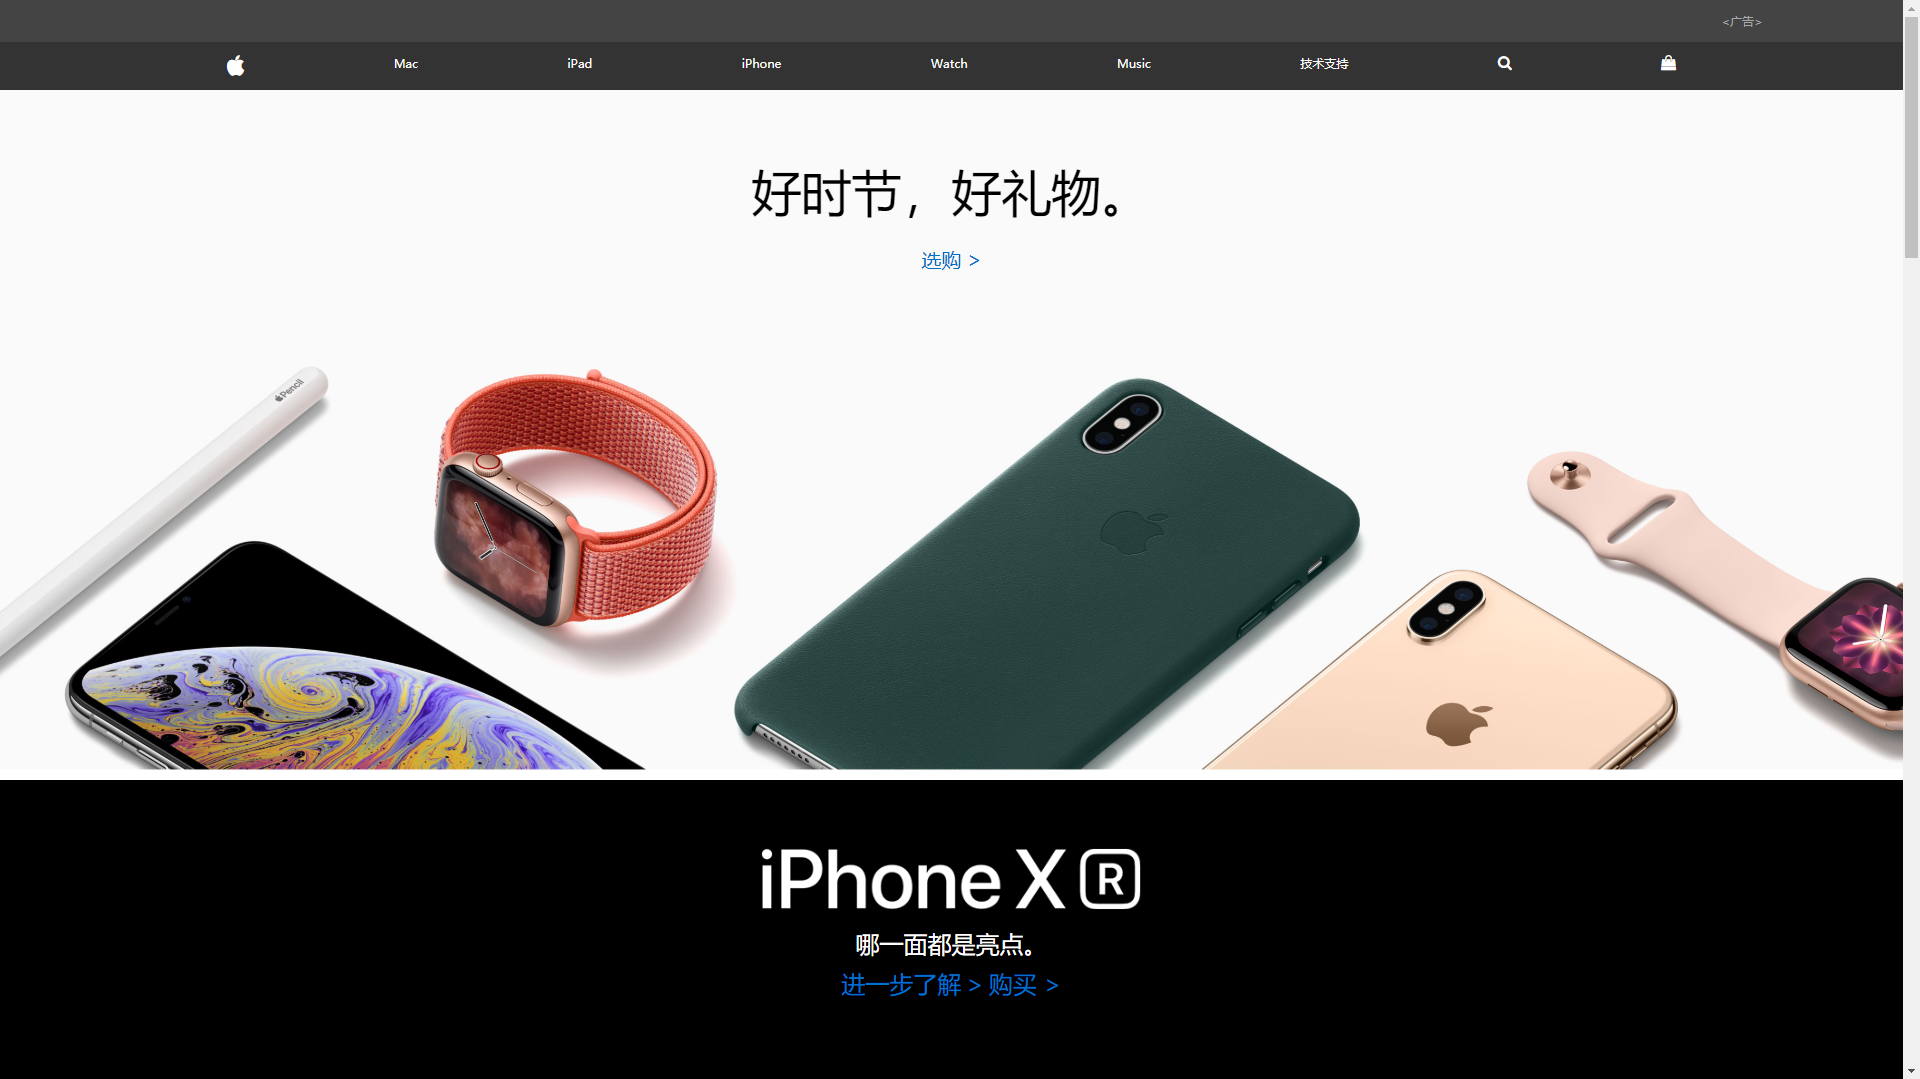 <广告>
Mac iPad iPhone Watch Music 技术支持
好时节，好礼物。
选购 >
Pencil
iPhone XR
哪一面都是亮点。
进一步了解 > 购买 >